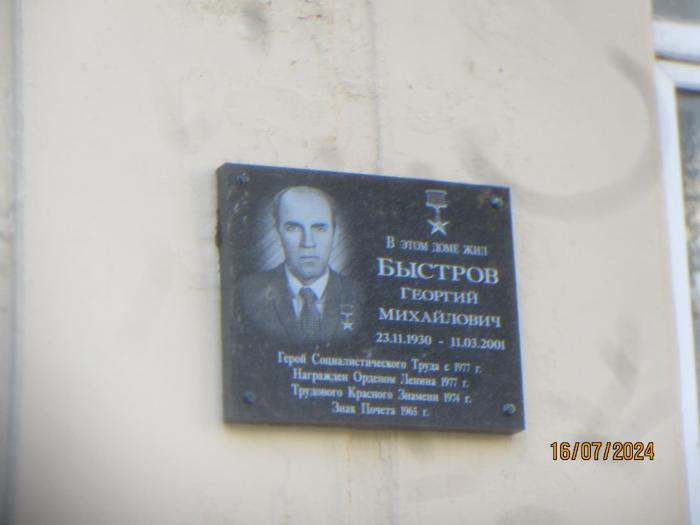 В ЭТОМ ДОМЕ ЖИЛ
БЫСТРОВ
ГЕОРГИЙ
МИХАЙЛОВИЧ
23.11.1930 - 11.03.2001
Герой Социалистического Труда с 1977 г.
Награжден Орденом Ленина 1977 г.
Трудового Красного Знамени 1974 г.
Знак Почета 1965 г.
16/07/2024